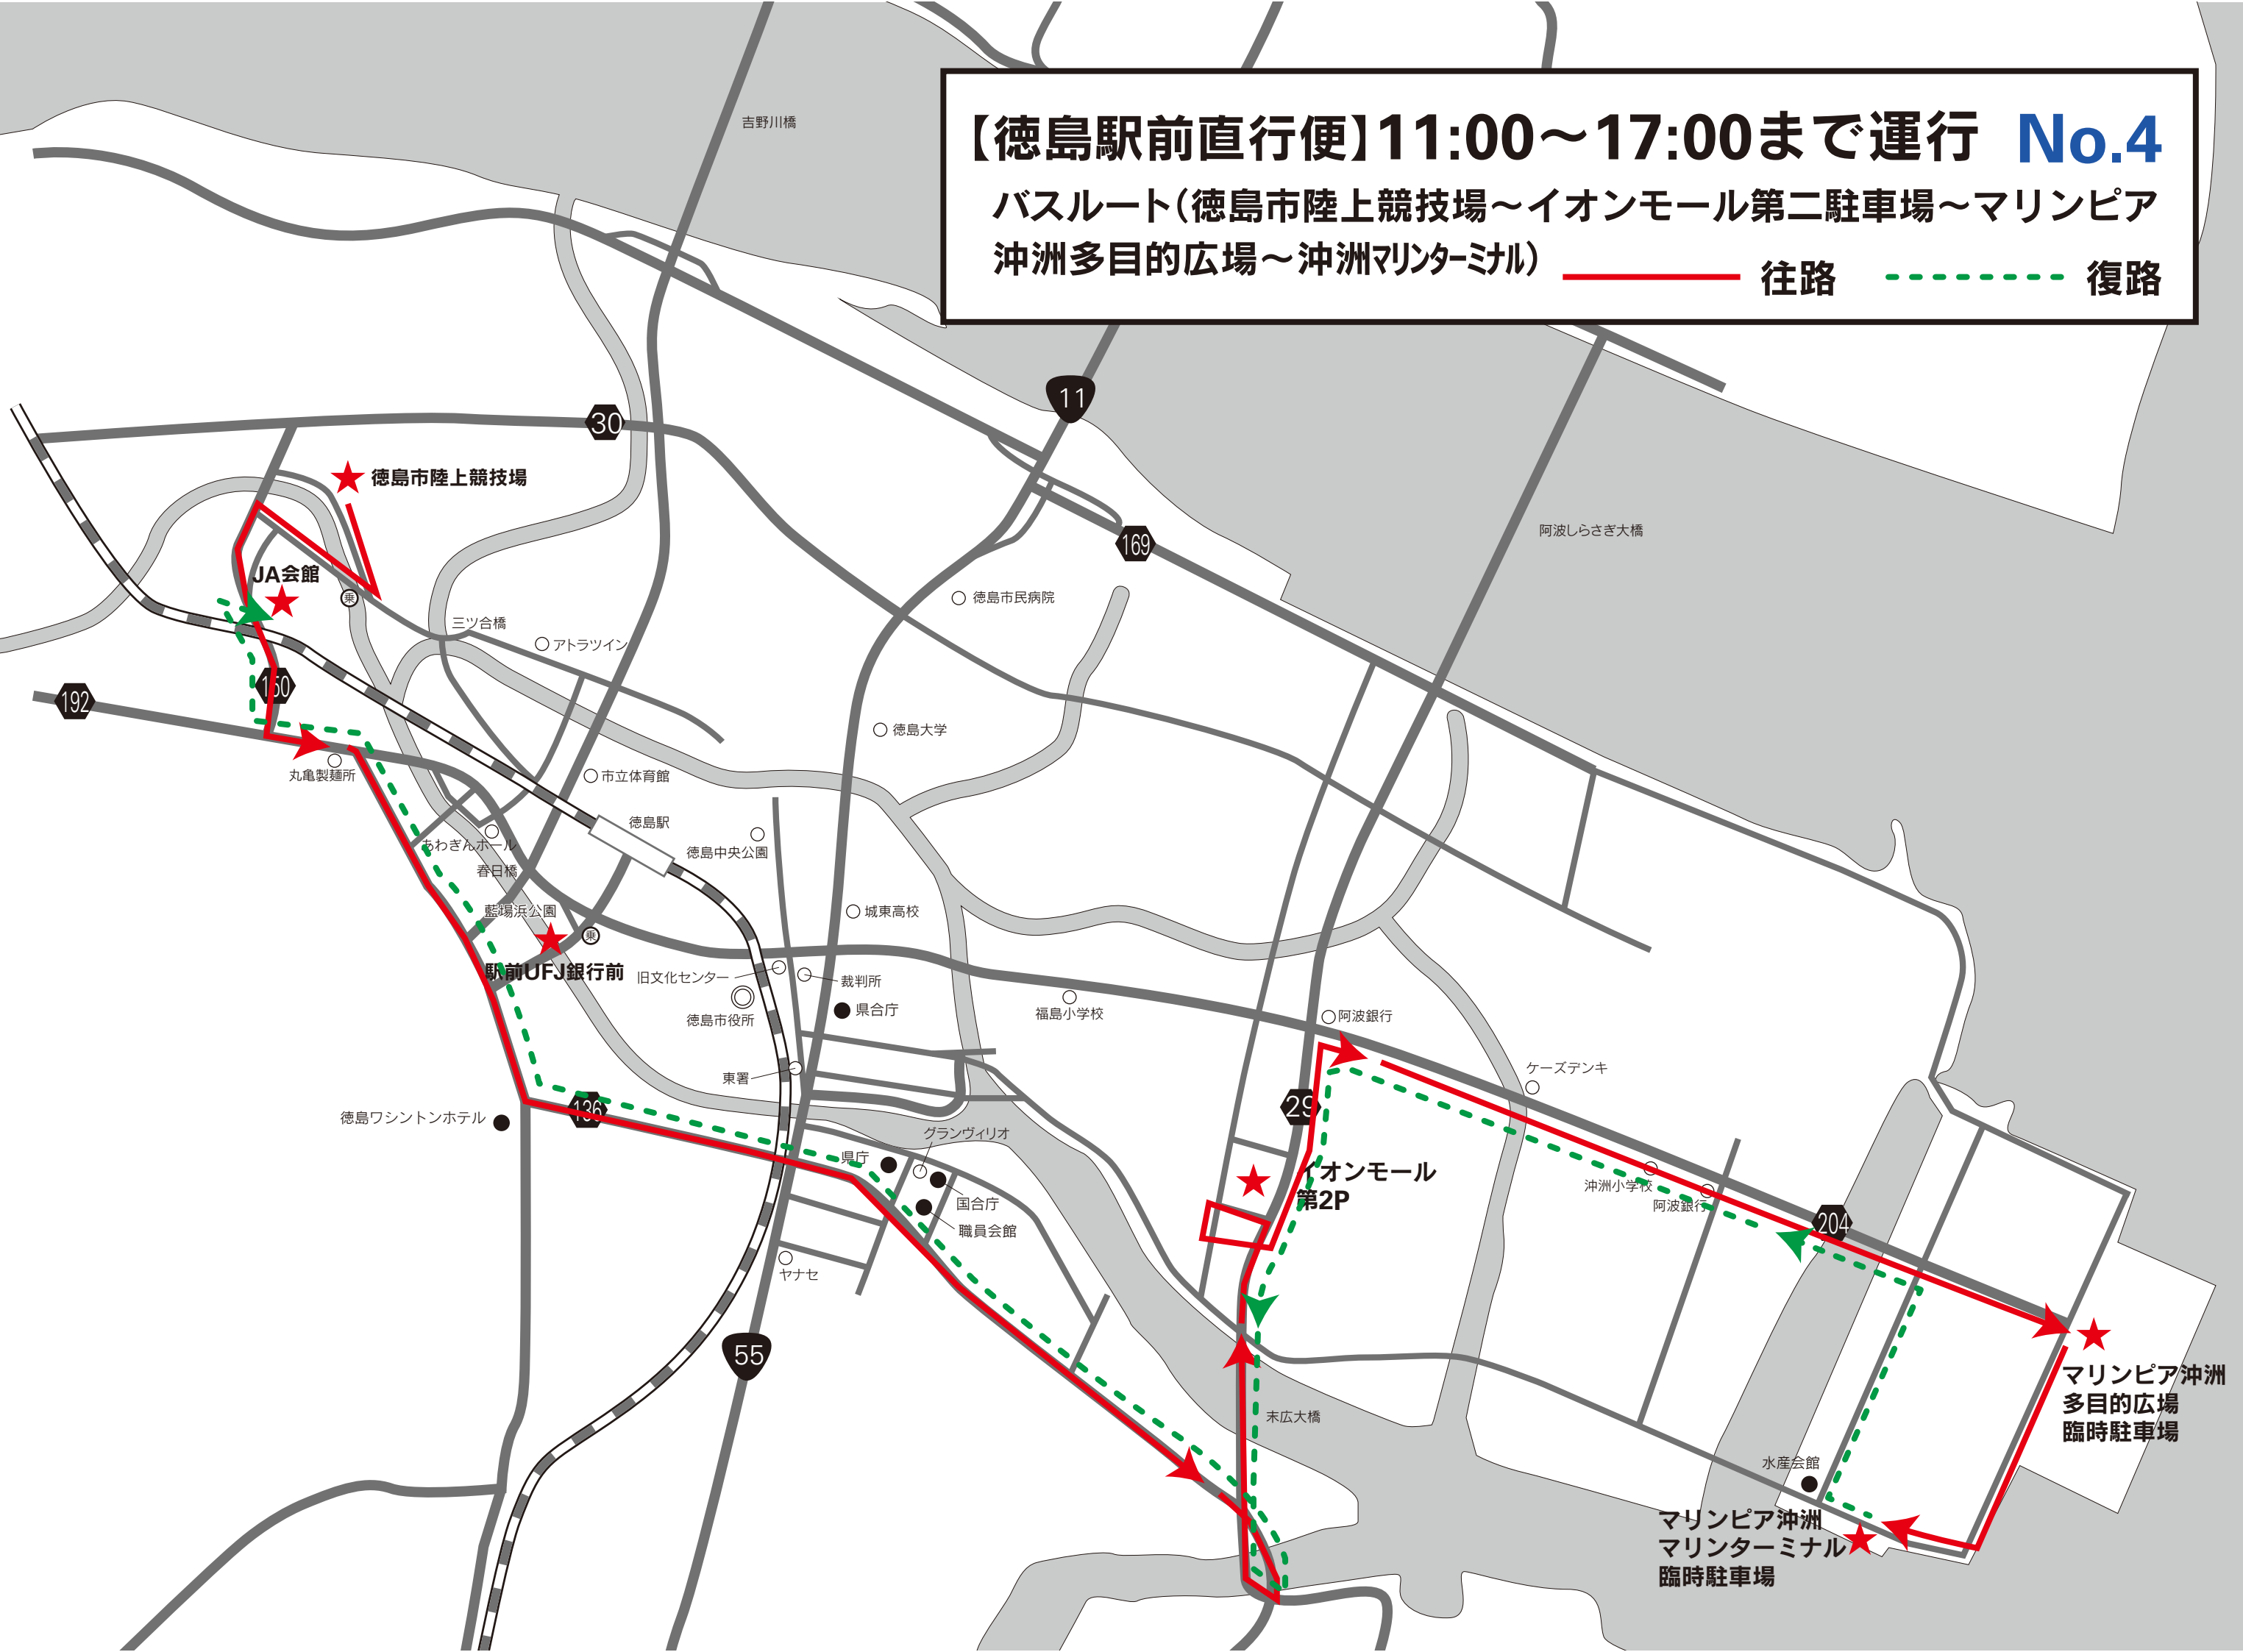 【徳島駅前直行便】11:00～17:00まで運行 No.4
バスルート（徳島市陸上競技場～イオンモール第二駐車場～マリンピア
沖洲多目的広場～沖洲マリンターミナル）
往路 復路
吉野川橋
11
30
徳島市陸上競技場
阿波しらさぎ大橋
169
JA会館
乗
徳島市民病院
三ツ合橋
アトラツイン
160
192
徳島大学
丸亀製麺所
市立体育館
徳島駅
あわぎんホール
徳島中央公園
春日橋
藍場浜公園
城東高校
乗
駅前UFJ銀行前
旧文化センター
裁判所
県合庁
徳島市役所
福島小学校
阿波銀行
東署
ケーズデンキ
29
徳島ワシントンホテル
136
グランヴィリオ
県庁
イオンモール
第2P
沖洲小学校
阿波銀行
国合庁
職員会館
204
ヤナセ
55
マリンピア沖洲
多目的広場
臨時駐車場
末広大橋
水産会館
マリンピア沖洲
マリンターミナル
臨時駐車場